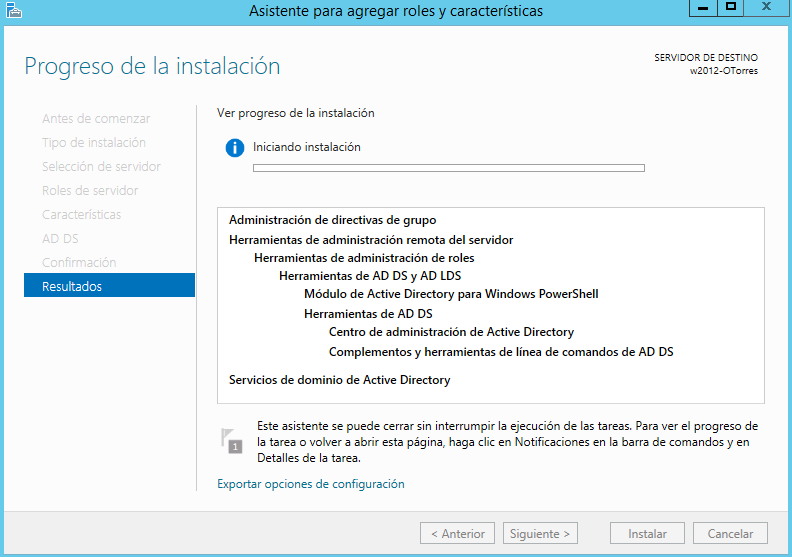 Asistente para agregar roles y características
Progreso de la instalación
SERVIDOR DE DESTINO
w2012-OTorres
Antes de comenzar
Tipo de instalación
Selección de servidor
Roles de servidor
Características
AD DS
Confirmación
Resultados
Ver progreso de la instalación
Iniciando instalación
Administración de directivas de grupo
Herramientas de administración remota del servidor
Herramientas de administración de roles
Herramientas de AD DS y AD LDS
Módulo de Active Directory para Windows PowerShell
Herramientas de AD DS
Centro de administración de Active Directory
Complementos y herramientas de línea de comandos de AD DS
Servicios de dominio de Active Directory
1
Este asistente se puede cerrar sin interrumpir la ejecución de las tareas. Para ver el progreso de
la tarea o volver a abrir esta página, haga clic en Notificaciones en la barra de comandos y en
Detalles de la tarea.
Exportar opciones de configuración
< Anterior
Siguiente >
Instalar
Cancelar